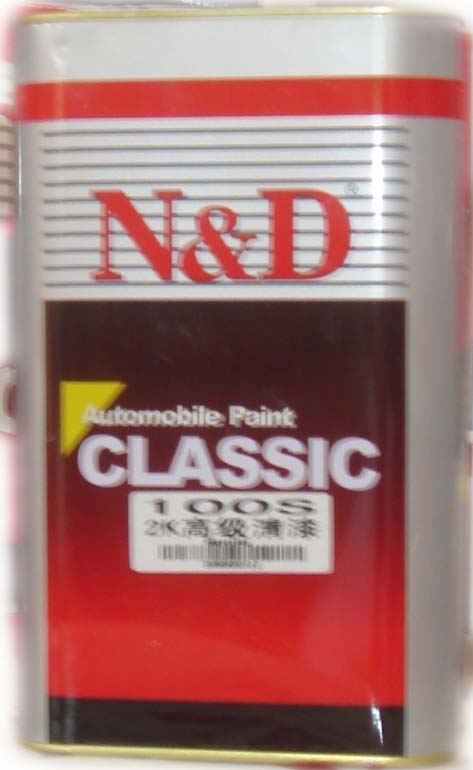 N&D®
Automobile Paint
CLASSIC
100S
2K高级清漆